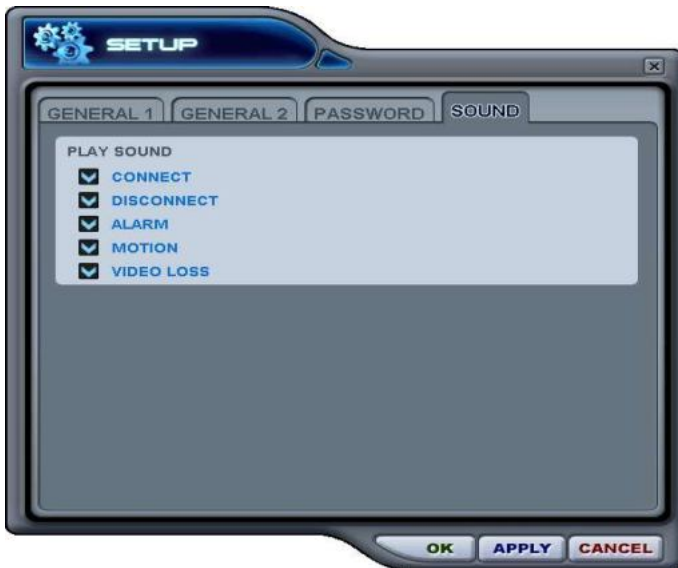 SETUP
GENERAL 1 GENERAL 2 PASSWORD SOUND
PLAY SOUND
CONNECT
DISCONNECT
ALARM
MOTION
VIDEO LOSS
OK APPLY CANCEL